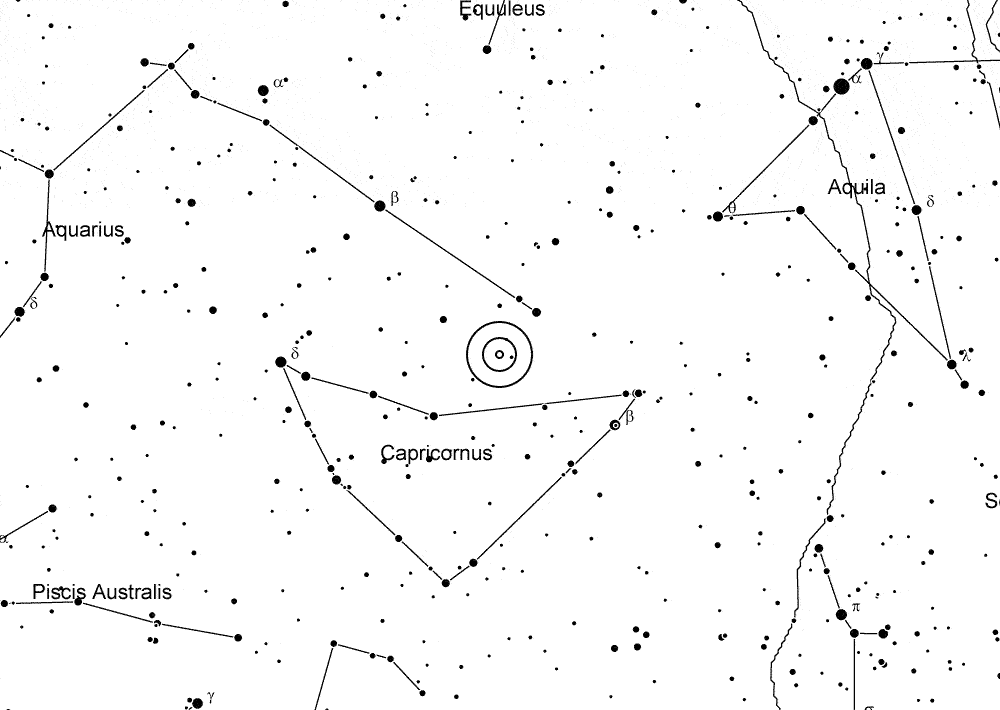 Equuleus
γ
α
α
Aquila
β
θ
δ
Aquarius
δ
δ
λ
β
Capricornus
α
Piscis Australis
π
γ
σ